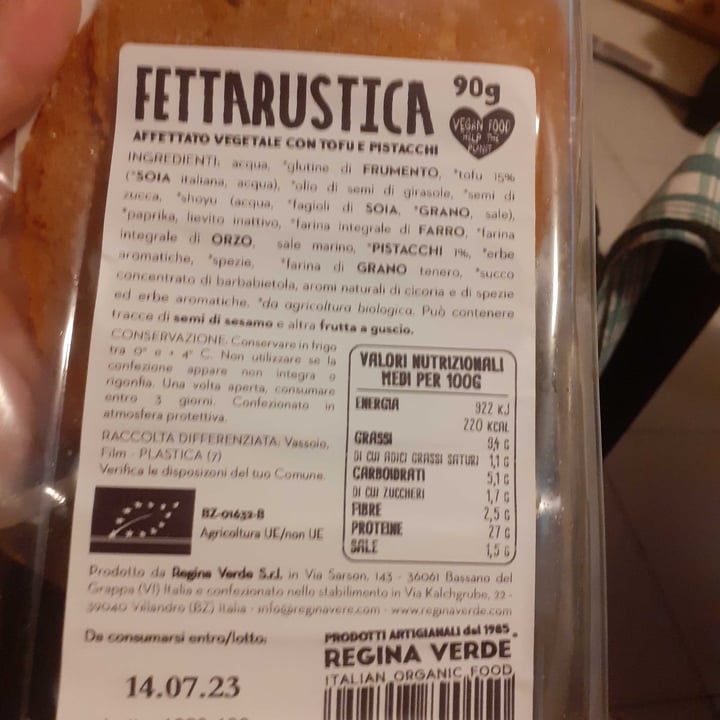 FETTARUSTICA
90g
VEGAN FOOD
HELP THE
PLANET
AFFETTATO VEGETALE CON TOFU E PISTACCHI
INGREDIENTI: acqua, *glutine di FRUMENTO, *tofu 15%
(*SOIA italiana, acqua), *olio di semi di girasole, *semi di
zucca, *shoyu (acqua, *fagioli di SOIA, *GRANO, sale),
*paprika, lievito inattivo, *farina integrale di FARRO, *farina
integrale di ORZO, sale marino, *PISTACCHI 1%, *erbe
aromatiche, *spezie, *farina di GRANO tenero, *succo
concentrato di barbabietola, aromi naturali di cicoria e di spezie
ed erbe aromatiche. *da agricoltura biologica. Può contenere
tracce di semi di sesamo e altra frutta a guscio.
CONSERVAZIONE. Conservare in frigo
tra 0° e + 4° C. Non utilizzare se la
confezione appare non integra o
rigonfia. Una volta aperta, consumare
entro 3 giorni. Confezionato in
atmosfera protettiva.
RACCOLTA DIFFERENZIATA: Vassoio,
Film - PLASTICA (7)
Verifica le disposizoni del tuo Comune.
VALORI NUTRIZIONALI
MEDI PER 100G
ENERGIA 922 KJ
220 KCAL
GRASSI 9,4 G
DI CUI ACIDI GRASSI SATURI 1,1 G
CARBOIDRATI 5,1 G
DI CUI ZUCCHERI 1,7 G
FIBRE 2,5 G
PROTEINE 27 G
SALE 1,5 G
BZ-01632-B
Agricoltura UE/non UE
Prodotto da Regina Verde S.r.l. in Via Sarson, 143 - 36061 Bassano del
Grappa (VI) Italia e confezionato nello stabilimento in Via Kalchgrube, 22 -
39040 Villandro (BZ) Italia - info@reginavere.com - www.reginaverde.com
Da consumarsi entro/lotto:
14.07.23
PRODOTTI ARTIGIANALI dal 1985
REGINA VERDE
ITALIAN ORGANIC FOOD